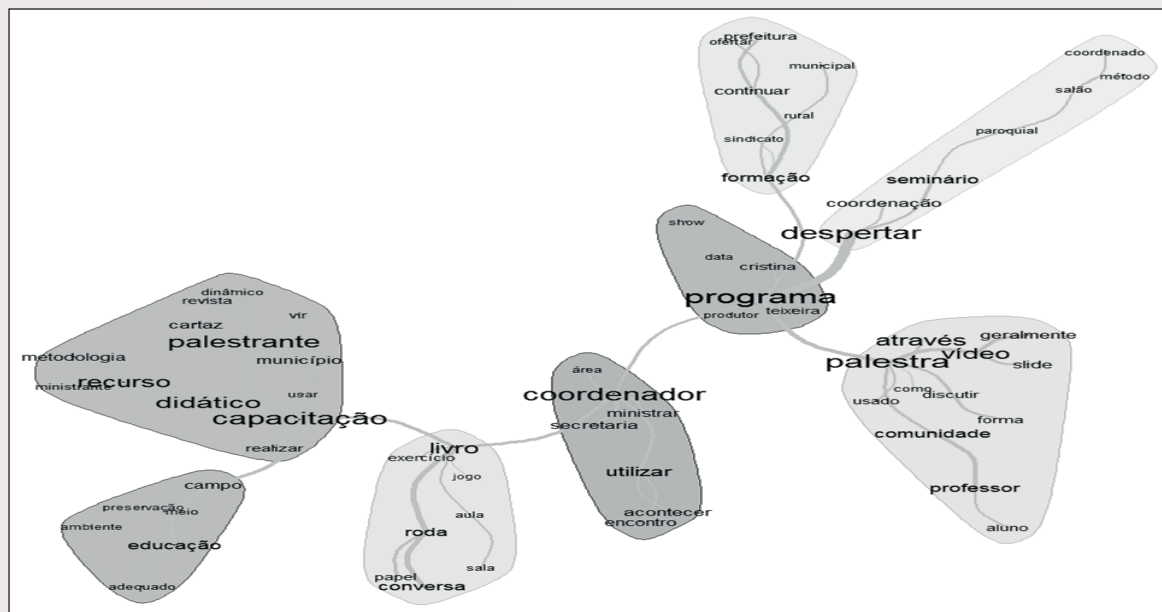 prefeitura
ofertar
municipal
continuar
rural
sindicato
formação
coordenado
método
salão
paroquial
seminário
coordenação
despertar
show
data
cristina
programa
teixeira
produtor
através
geralmente
vídeo
palestra
slide
como
discutir
usado
forma
comunidade
professor
aluno
área
coordenador
ministrar
secretaria
utilizar
acontecer
encontro
dinâmico
revista
vir
cartaz
palestrante
metodologia
município
ministrante
recurso
usar
didático
capacitação
realizar
livro
exercício
jogo
aula
roda
sala
papel
conversa
campo
preservação
meio
ambiente
educação
adequado